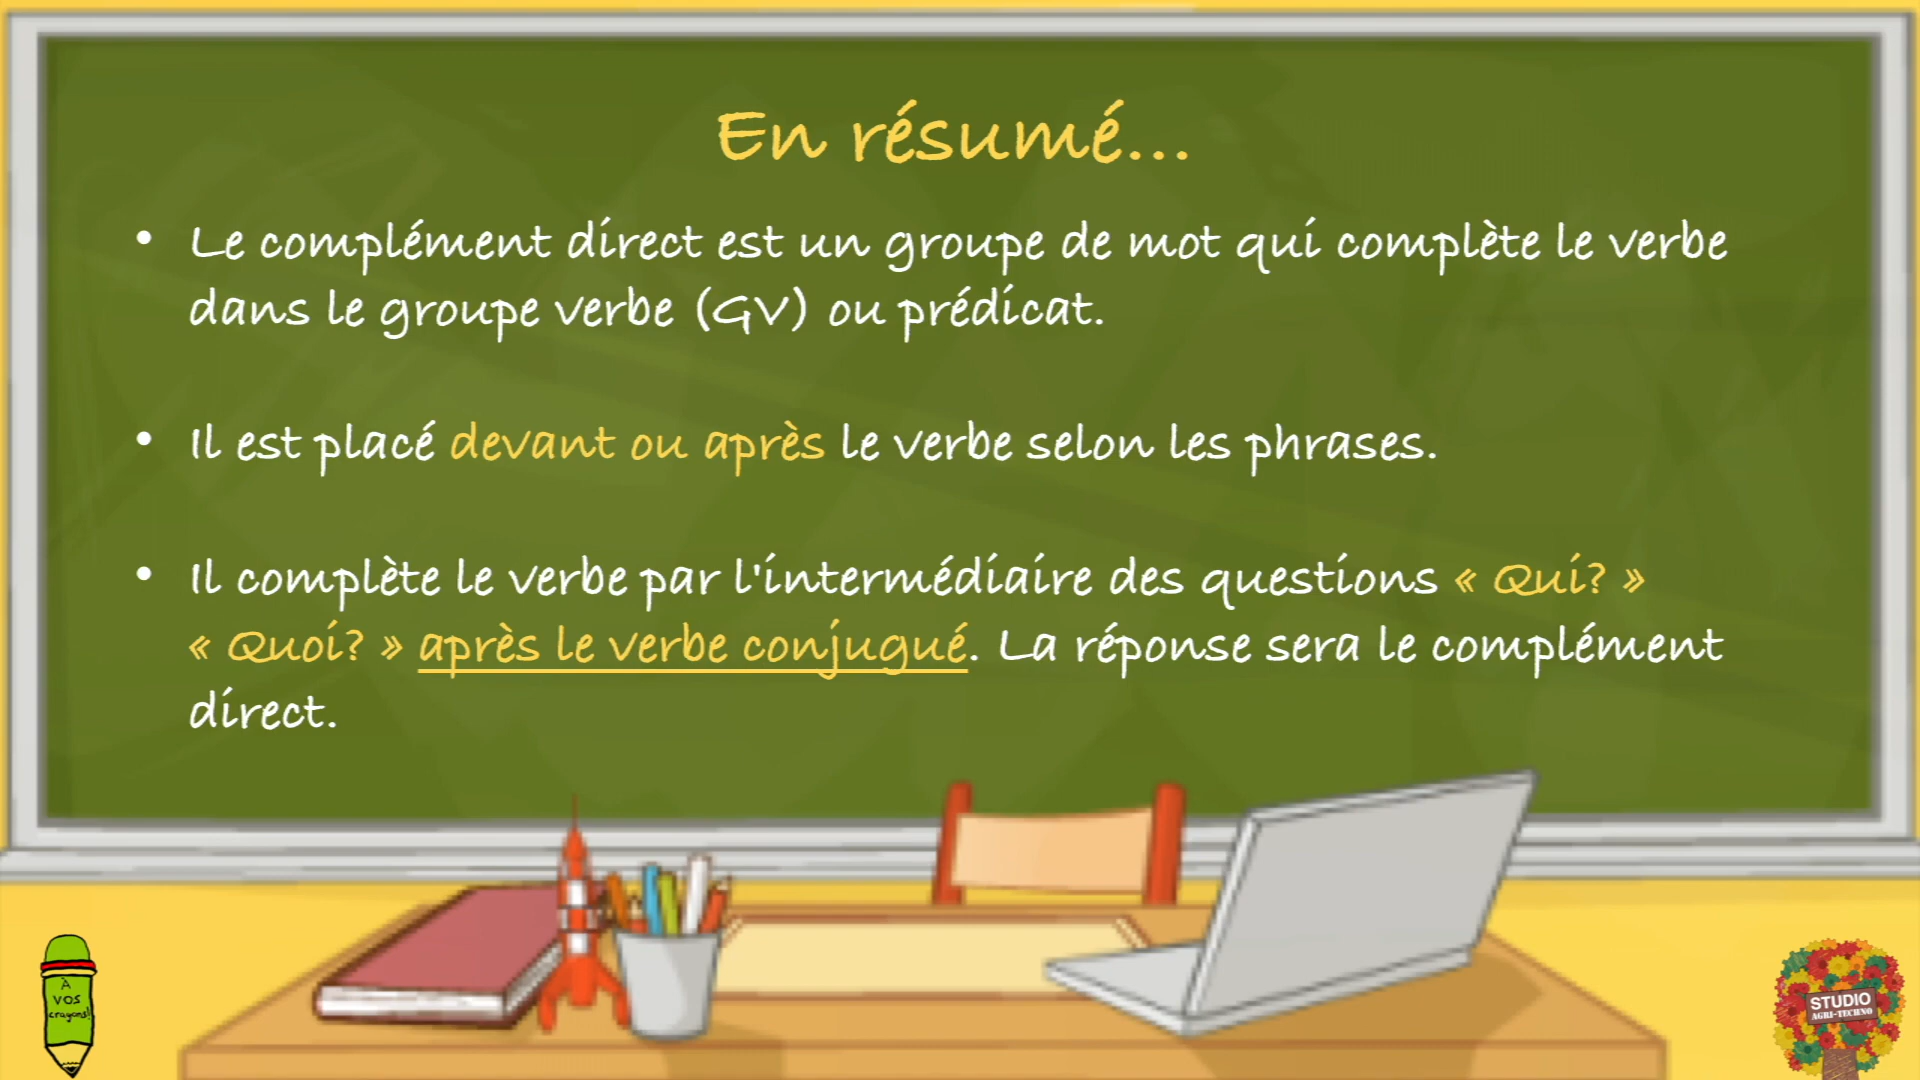 En résumé...
• Le complément direct est un groupe de mot qui complète le verbe
dans le groupe verbe (GV) ou prédicat.
• Il est placé devant ou après le verbe selon les phrases.
• Il complète le verbe par l'intermédiaire des questions « Qui? »
« Quoi? » après le verbe conjugué. La réponse sera le complément
direct.
À
VOS
crayons!
STUDIO
AGRI-TECHNO